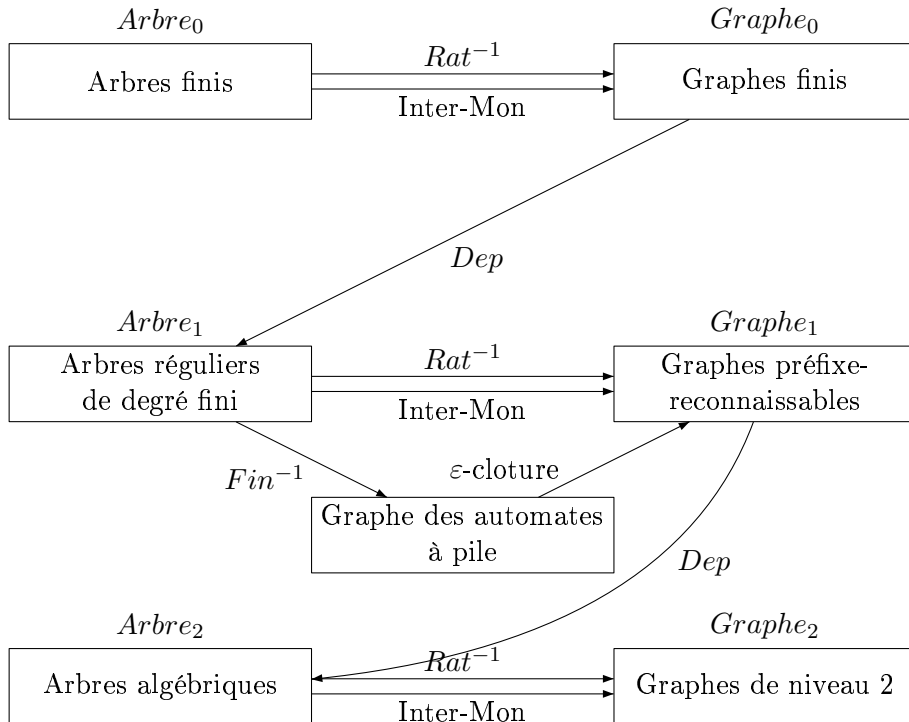 Arbre₀
Graphe₀
Arbres finis
Rat⁻¹
Inter-Mon
Graphes finis
Dep
Arbre₁
Graphe₁
Arbres réguliers
de degré fini
Rat⁻¹
Inter-Mon
Graphes préfixe-
reconnaissables
Fin⁻¹
ε-cloture
Graphe des automates
à pile
Dep
Arbre₂
Graphe₂
Arbres algébriques
Rat⁻¹
Inter-Mon
Graphes de niveau 2